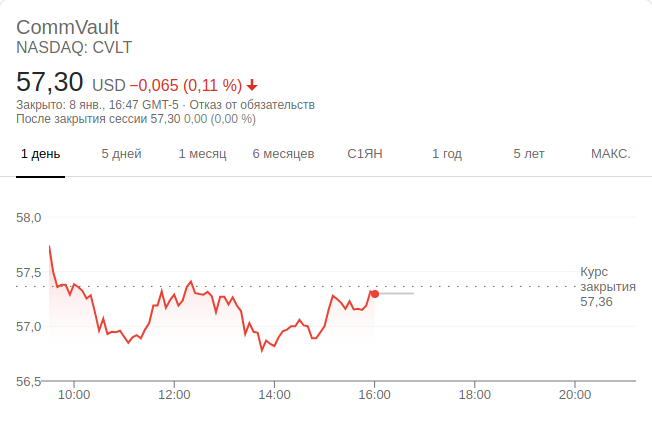 CommVault
NASDAQ: CVLT
57,30 USD −0,065 (0,11 %)
Закрыто: 8 янв., 16:47 GMT-5 · Отказ от обязательств
После закрытия сессии 57,30 0,00 (0,00 %)
1 день 5 дней 1 месяц 6 месяцев С1ЯН 1 год 5 лет МАКС.
58,0
57,5
57,0
56,5
Курс
закрытия
57,36
10:00 12:00 14:00 16:00 18:00 20:00